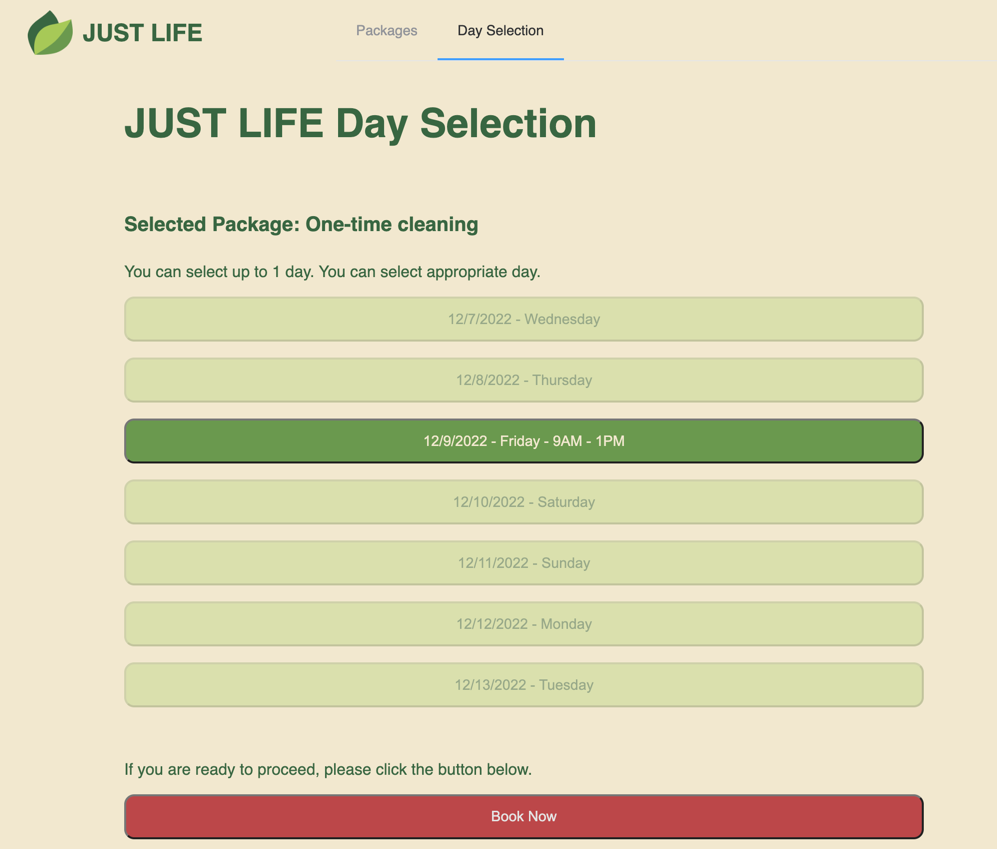 JUST LIFE
Packages
Day Selection
JUST LIFE Day Selection
Selected Package: One-time cleaning
You can select up to 1 day. You can select appropriate day.
12/7/2022 - Wednesday
12/8/2022 - Thursday
12/9/2022 - Friday - 9AM - 1PM
12/10/2022 - Saturday
12/11/2022 - Sunday
12/12/2022 - Monday
12/13/2022 - Tuesday
If you are ready to proceed, please click the button below.
Book Now